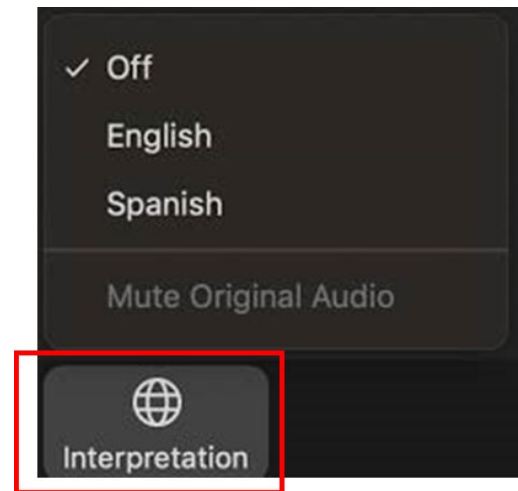 Off
English
Spanish
Mute Original Audio
Interpretation